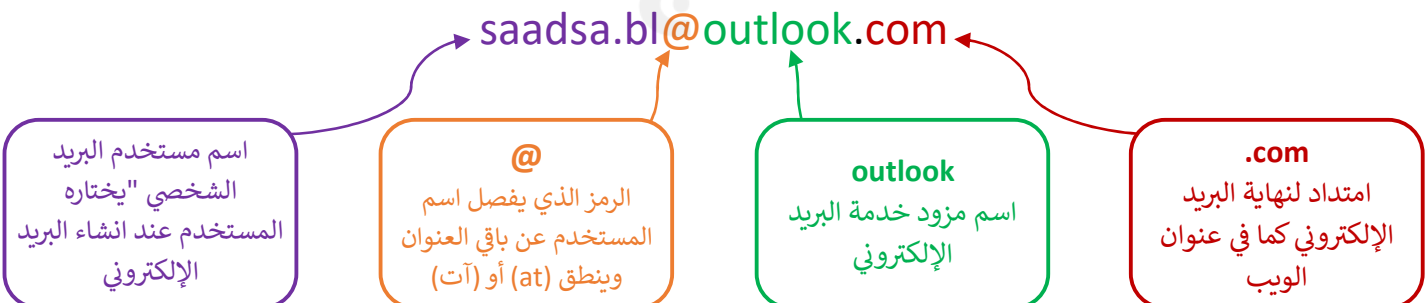 saadsa.bl@outlook.com
اسم مستخدم البريد
الشخصي "يختاره
المستخدم عند انشاء البريد
الإلكتروني
@
الرمز الذي يفصل اسم
المستخدم عن باقي العنوان
وينطق (at) أو (آت)
outlook
اسم مزود خدمة البريد
الإلكتروني
.com
امتداد لنهاية البريد
الإلكتروني كما في عنوان
الويب